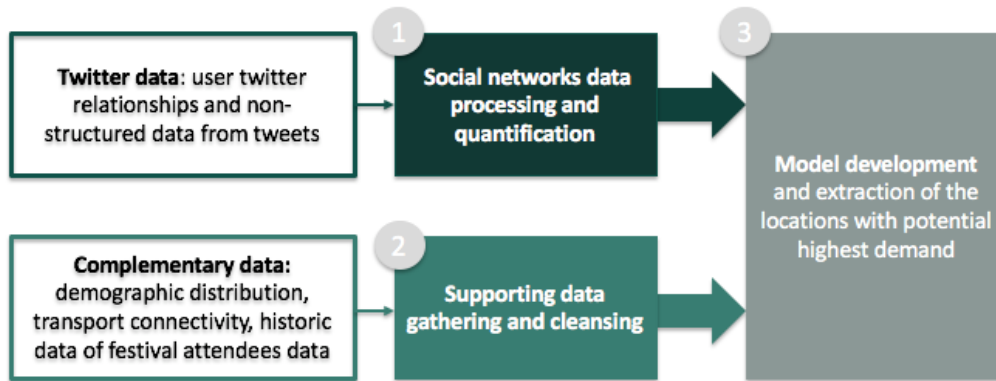 1
3
Twitter data: user twitter
relationships and non-
structured data from tweets
Social networks data
processing and
quantification
Model development
and extraction of the
locations with potential
highest demand
2
Complementary data:
demographic distribution,
transport connectivity, historic
data of festival attendees data
Supporting data
gathering and cleansing